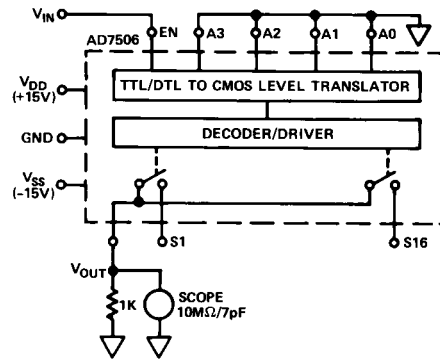 VIN
AD7506
EN
A3
A2
A1
A0
VDD
(+15V)
TTL/DTL TO CMOS LEVEL TRANSLATOR
GND
DECODER/DRIVER
VSS
(-15V)
S1
S16
VOUT
1K
SCOPE
10MΩ/7pF